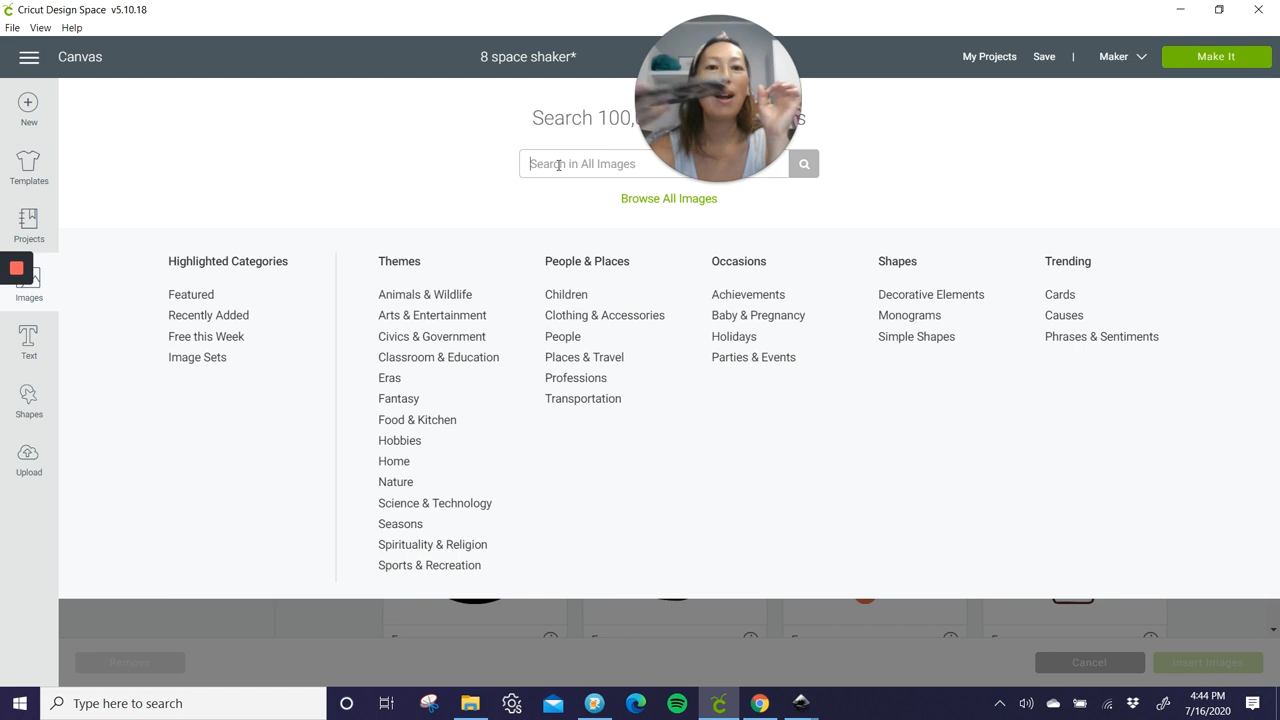 Cricut Design Space v5.10.18
File View Help
Canvas
8 space shaker*
My Projects Save | Maker Make It
New
Templates
Projects
Images
Text
Shapes
Upload
Search 100,
Search in All Images
Browse All Images
Highlighted Categories
Featured
Recently Added
Free this Week
Image Sets
Themes
Animals & Wildlife
Arts & Entertainment
Civics & Government
Classroom & Education
Eras
Fantasy
Food & Kitchen
Hobbies
Home
Nature
Science & Technology
Seasons
Spirituality & Religion
Sports & Recreation
People & Places
Children
Clothing & Accessories
People
Places & Travel
Professions
Transportation
Occasions
Achievements
Baby & Pregnancy
Holidays
Parties & Events
Shapes
Decorative Elements
Monograms
Simple Shapes
Trending
Cards
Causes
Phrases & Sentiments
Remove
Cancel
Insert Images
Type here to search
4:44 PM
7/16/2020